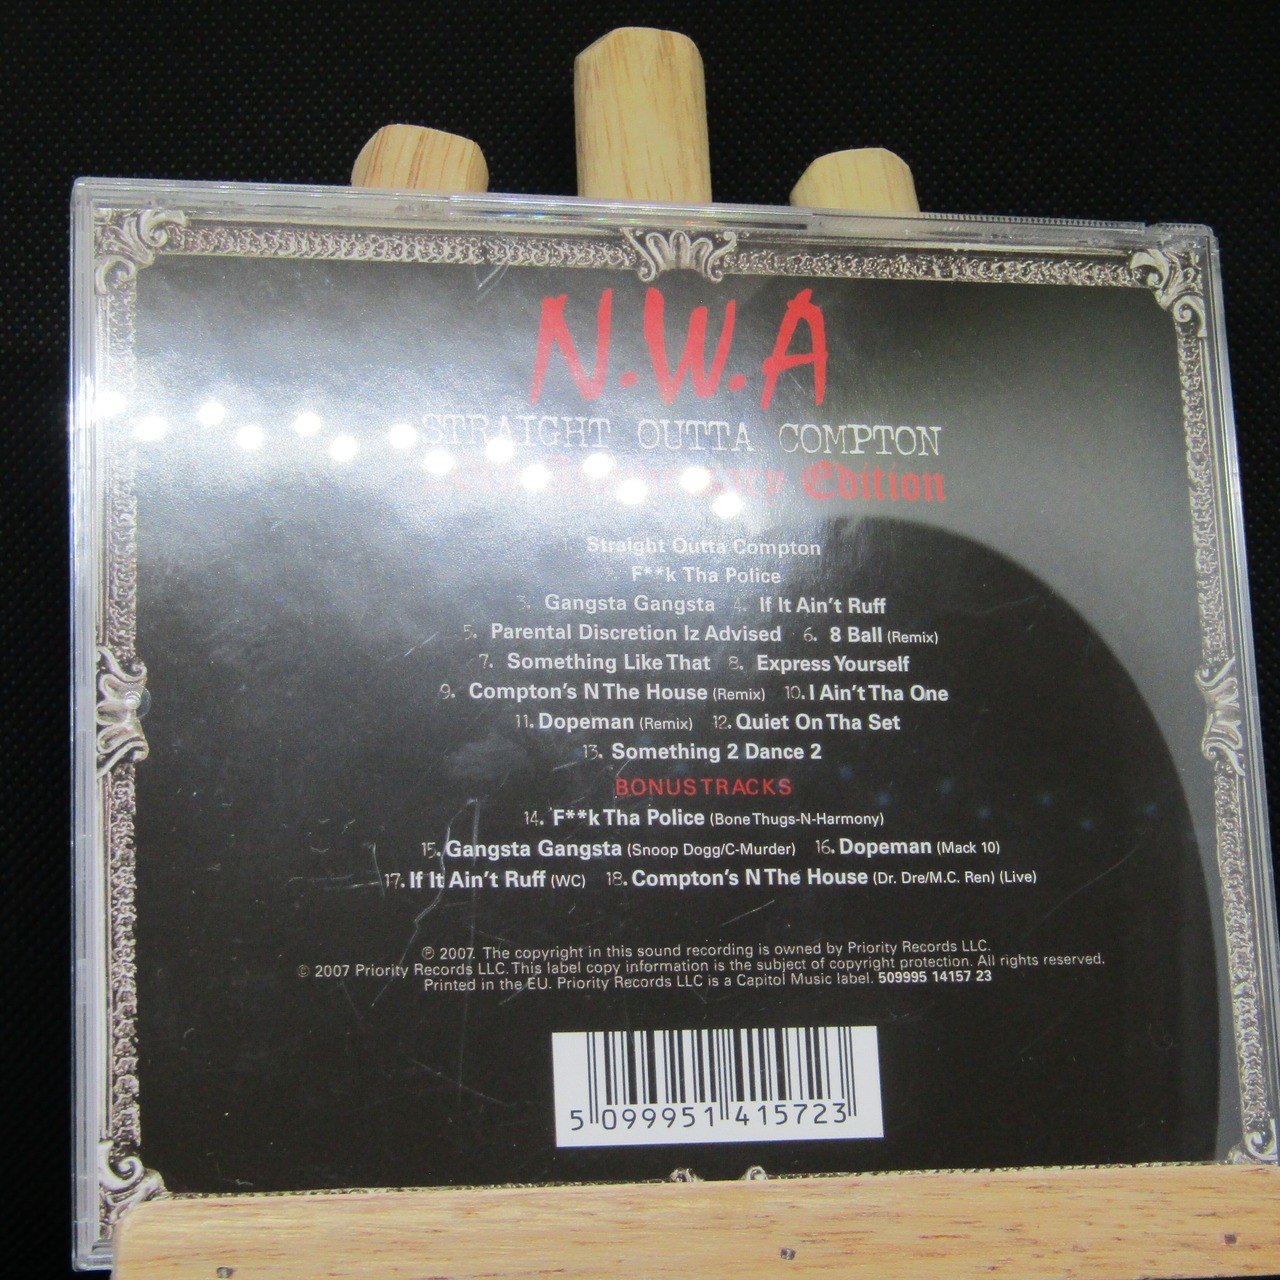 N.W.A
STRAIGHT OUTTA COMPTON
Edition
1. Straight Outta Compton
F**k Tha Police
3. Gangsta Gangsta 4. If It Ain't Ruff
5. Parental Discretion Iz Advised 6. 8 Ball (Remix)
7. Something Like That 8. Express Yourself
9. Compton's N The House (Remix) 10. I Ain't Tha One
11. Dopeman (Remix) 12. Quiet On Tha Set
13. Something 2 Dance 2
BONUS TRACKS
14. F**k Tha Police (Bone Thugs-N-Harmony)
15. Gangsta Gangsta (Snoop Dogg/C-Murder) 16. Dopeman (Mack 10)
17. If It Ain't Ruff (WC) 18. Compton's N The House (Dr. Dre/M.C. Ren) (Live)
℗ 2007. The copyright in this sound recording is owned by Priority Records LLC.
© 2007 Priority Records LLC. This label copy information is the subject of copyright protection. All rights reserved.
Printed in the EU. Priority Records LLC is a Capitol Music label. 509995 14157 23
5 099951 415723